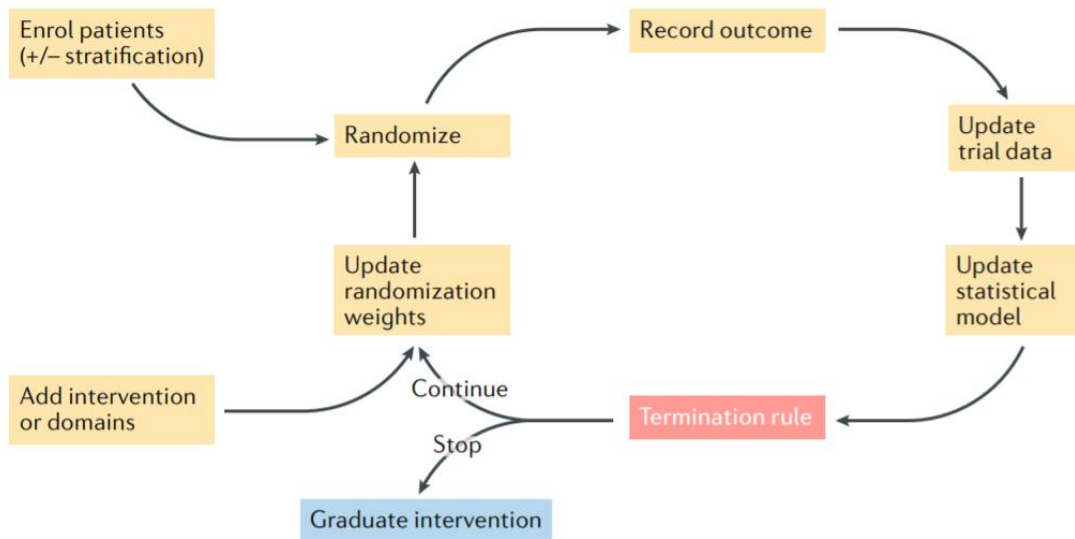 Enrol patients
(+/– stratification)
Record outcome
Randomize
Update
trial data
Update
randomization
weights
Update
statistical
model
Add intervention
or domains
Continue
Termination rule
Stop
Graduate intervention